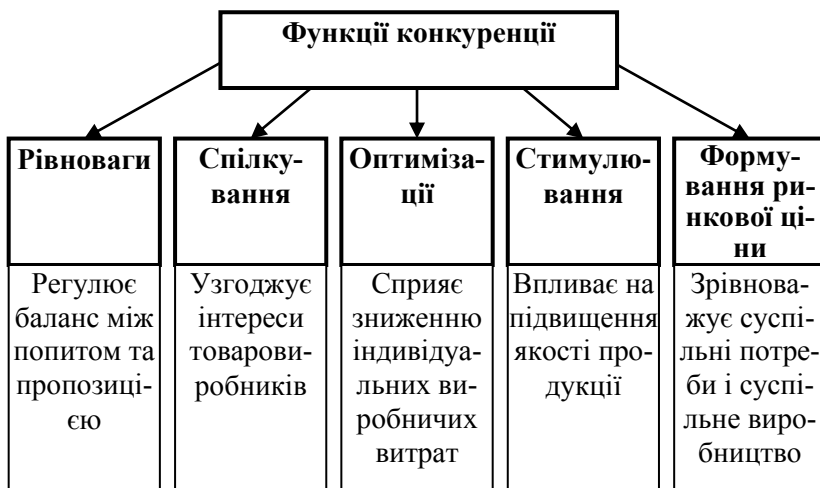 Функції конкуренції
Рівноваги
Спілку-
вання
Оптиміза-
ції
Стимулю-
вання
Форму-
вання ри-
нкової ці-
ни
Регулює
баланс між
попитом та
пропозиці-
єю
Узгоджує
інтереси
товарови-
робників
Сприяє
зниженню
індивідуа-
льних ви-
робничих
витрат
Впливає на
підвищення
якості про-
дукції
Зрівнова-
жує суспі-
льні потре-
би і суспі-
льне виро-
бництво